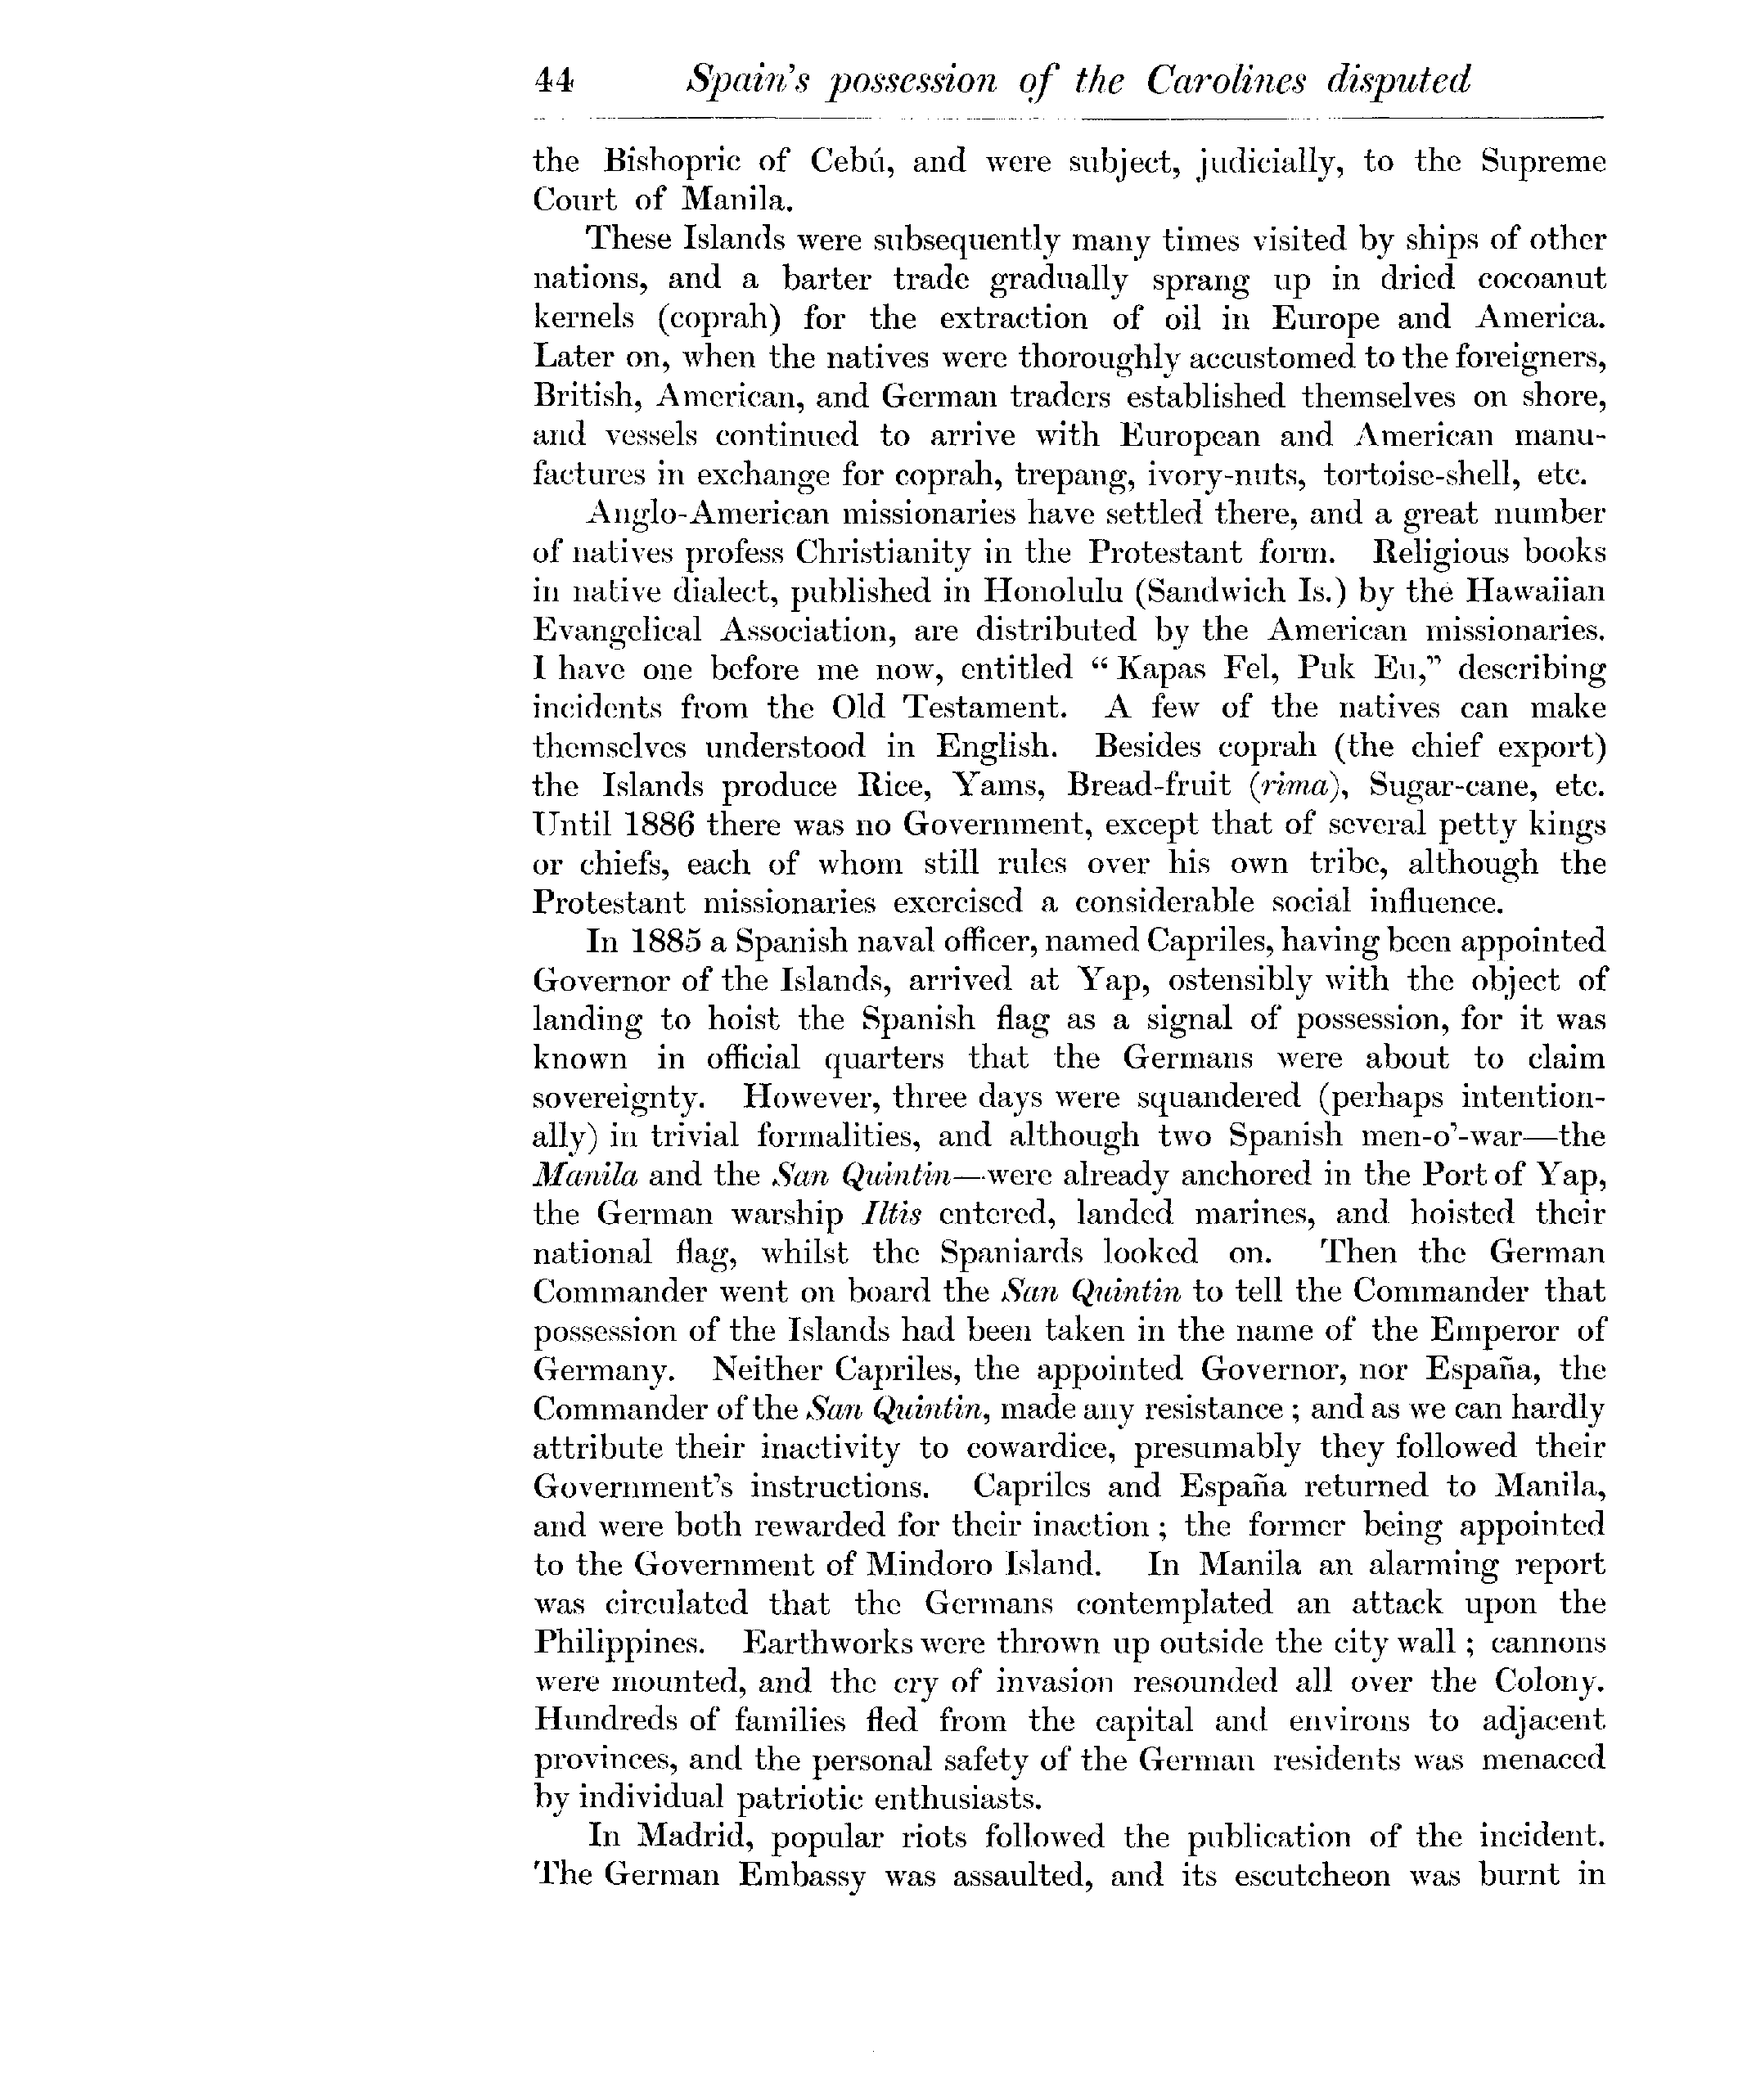 44 Spain's possession of the Carolines disputed
the Bishopric of Cebú, and were subject, judicially, to the Supreme
Court of Manila.
These Islands were subsequently many times visited by ships of other
nations, and a barter trade gradually sprang up in dried cocoanut
kernels (coprah) for the extraction of oil in Europe and America.
Later on, when the natives were thoroughly accustomed to the foreigners,
British, American, and German traders established themselves on shore,
and vessels continued to arrive with European and American manu-
factures in exchange for coprah, trepang, ivory-nuts, tortoise-shell, etc.
Anglo-American missionaries have settled there, and a great number
of natives profess Christianity in the Protestant form. Religious books
in native dialect, published in Honolulu (Sandwich Is.) by the Hawaiian
Evangelical Association, are distributed by the American missionaries.
I have one before me now, entitled “Kapas Fel, Puk Eu,” describing
incidents from the Old Testament. A few of the natives can make
themselves understood in English. Besides coprah (the chief export)
the Islands produce Rice, Yams, Bread-fruit (rima), Sugar-cane, etc.
Until 1886 there was no Government, except that of several petty kings
or chiefs, each of whom still rules over his own tribe, although the
Protestant missionaries exercised a considerable social influence.
In 1885 a Spanish naval officer, named Capriles, having been appointed
Governor of the Islands, arrived at Yap, ostensibly with the object of
landing to hoist the Spanish flag as a signal of possession, for it was
known in official quarters that the Germans were about to claim
sovereignty. However, three days were squandered (perhaps intention-
ally) in trivial formalities, and although two Spanish men-o'-war—the
Manila and the San Quintin—were already anchored in the Port of Yap,
the German warship Iltis entered, landed marines, and hoisted their
national flag, whilst the Spaniards looked on. Then the German
Commander went on board the San Quintin to tell the Commander that
possession of the Islands had been taken in the name of the Emperor of
Germany. Neither Capriles, the appointed Governor, nor España, the
Commander of the San Quintin, made any resistance ; and as we can hardly
attribute their inactivity to cowardice, presumably they followed their
Government's instructions. Capriles and España returned to Manila,
and were both rewarded for their inaction ; the former being appointed
to the Government of Mindoro Island. In Manila an alarming report
was circulated that the Germans contemplated an attack upon the
Philippines. Earthworks were thrown up outside the city wall ; cannons
were mounted, and the cry of invasion resounded all over the Colony.
Hundreds of families fled from the capital and environs to adjacent
provinces, and the personal safety of the German residents was menaced
by individual patriotic enthusiasts.
In Madrid, popular riots followed the publication of the incident.
The German Embassy was assaulted, and its escutcheon was burnt in